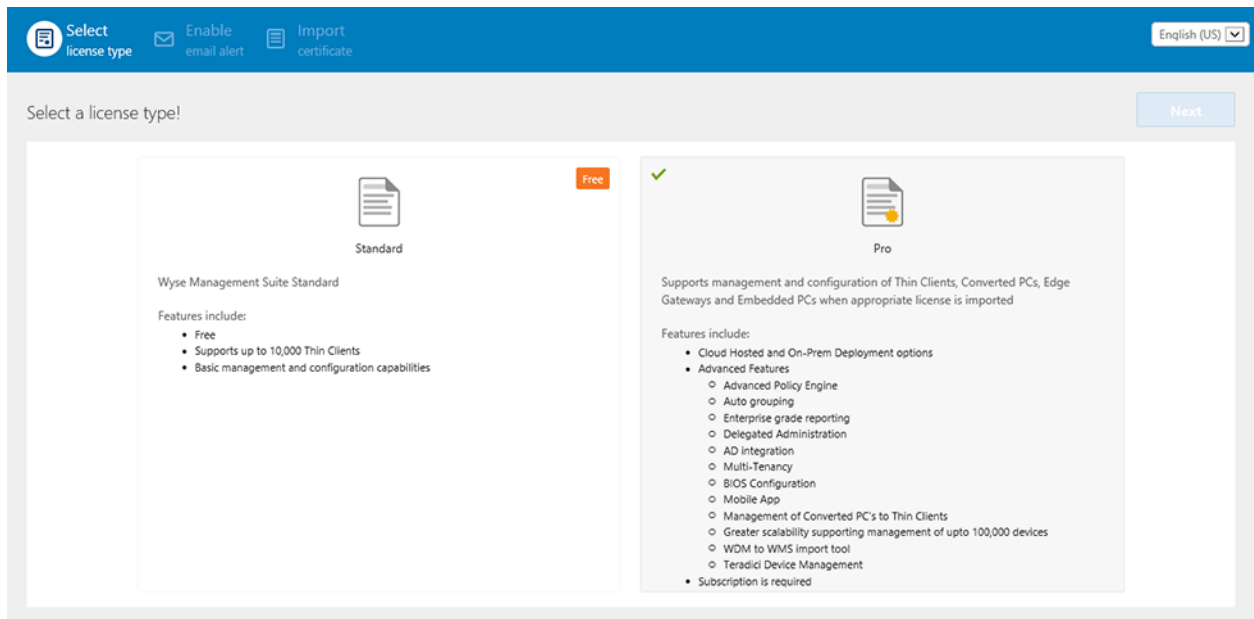 Select
license type
Enable
email alert
Import
certificate
English (US)
Select a license type!
Next
Free
Standard
Wyse Management Suite Standard
Features include:
• Free
• Supports up to 10,000 Thin Clients
• Basic management and configuration capabilities
Pro
Supports management and configuration of Thin Clients, Converted PCs, Edge
Gateways and Embedded PCs when appropriate license is imported
Features include:
• Cloud Hosted and On-Prem Deployment options
• Advanced Features
○ Advanced Policy Engine
○ Auto grouping
○ Enterprise grade reporting
○ Delegated Administration
○ AD integration
○ Multi-Tenancy
○ BIOS Configuration
○ Mobile App
○ Management of Converted PC's to Thin Clients
○ Greater scalability supporting management of upto 100,000 devices
○ WDM to WMS import tool
○ Teradici Device Management
• Subscription is required